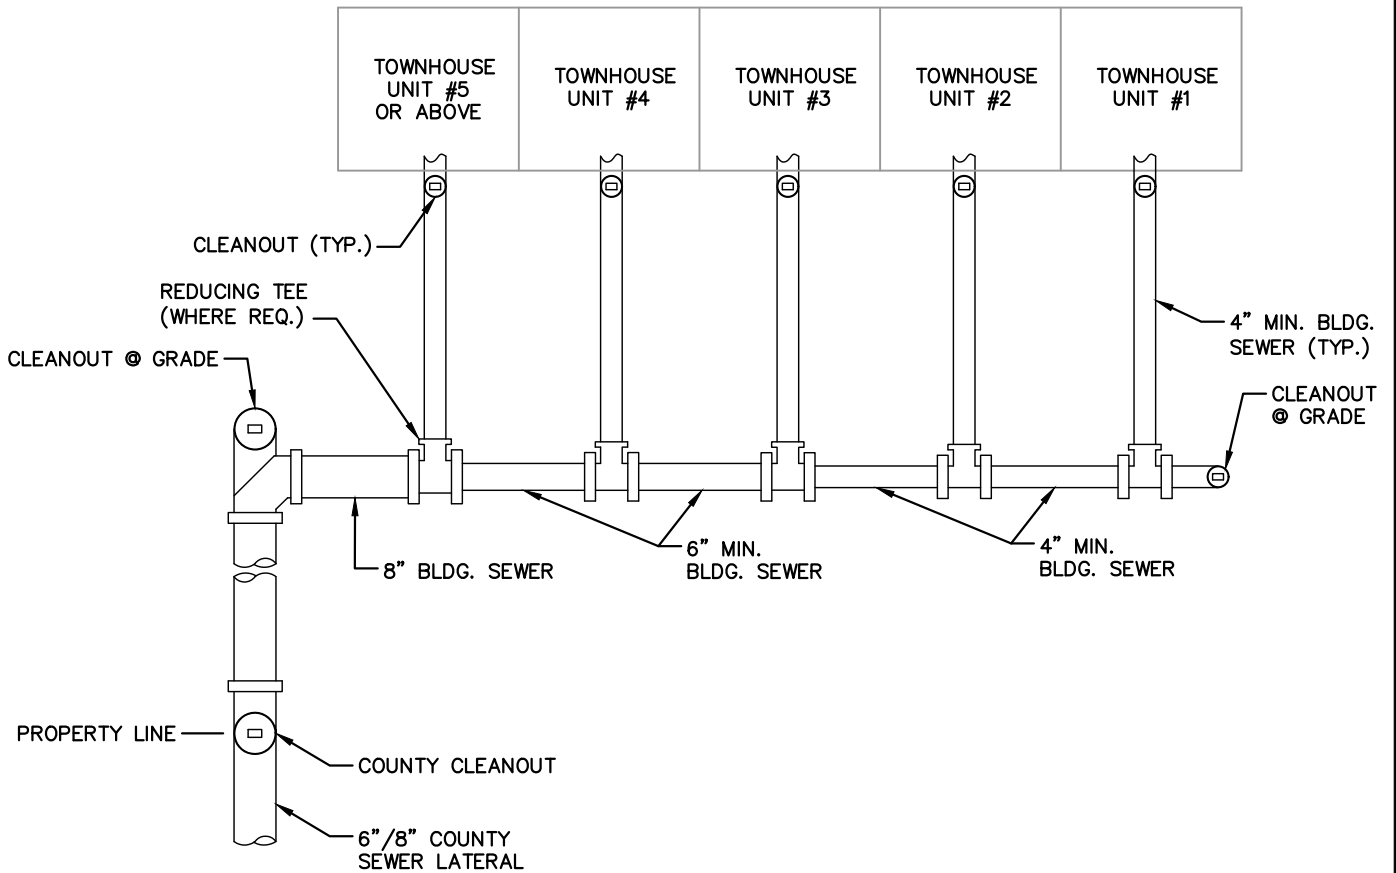 TOWNHOUSE
UNIT #5
OR ABOVE
TOWNHOUSE
UNIT #4
TOWNHOUSE
UNIT #3
TOWNHOUSE
UNIT #2
TOWNHOUSE
UNIT #1
CLEANOUT (TYP.)
REDUCING TEE
(WHERE REQ.)
CLEANOUT @ GRADE
4” MIN. BLDG.
SEWER (TYP.)
CLEANOUT
@ GRADE
8” BLDG. SEWER
6” MIN.
BLDG. SEWER
4” MIN.
BLDG. SEWER
PROPERTY LINE
COUNTY CLEANOUT
6”/8” COUNTY
SEWER LATERAL